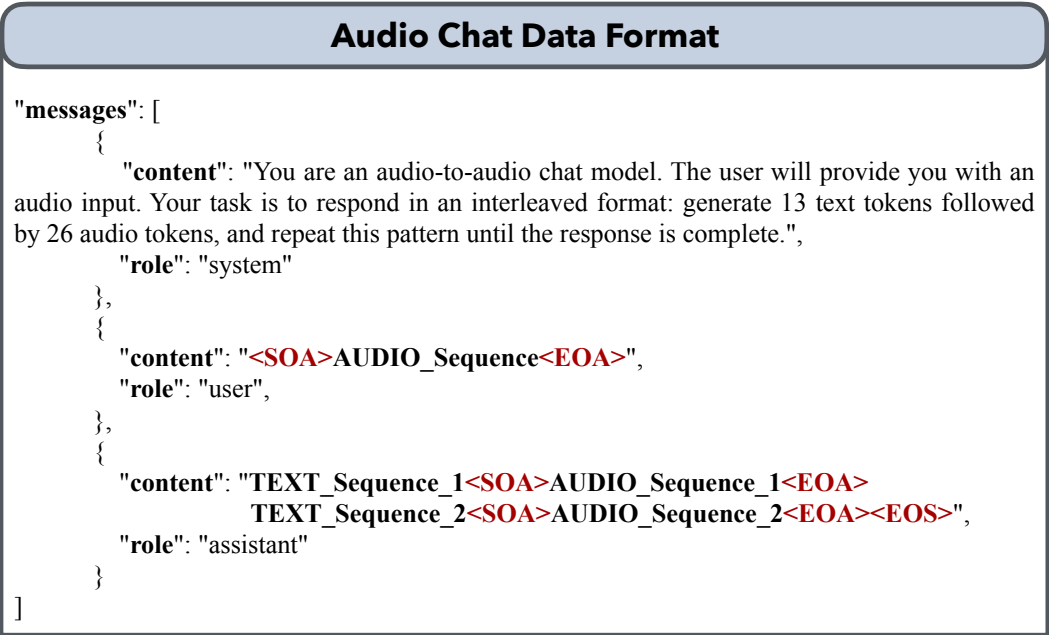 Audio Chat Data Format
"messages": [
{
"content": "You are an audio-to-audio chat model. The user will provide you with an
audio input. Your task is to respond in an interleaved format: generate 13 text tokens followed
by 26 audio tokens, and repeat this pattern until the response is complete.",
"role": "system"
},
{
"content": "<SOA>AUDIO_Sequence<EOA>",
"role": "user",
},
{
"content": "TEXT_Sequence_1<SOA>AUDIO_Sequence_1<EOA>
TEXT_Sequence_2<SOA>AUDIO_Sequence_2<EOA><EOS>",
"role": "assistant"
}
]